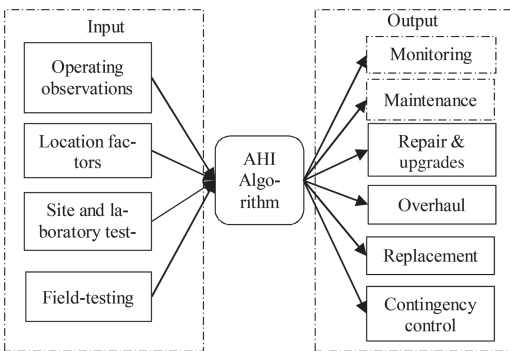 Input
Operating
observations
Location fac-
tors
Site and la-
boratory test-
Field-testing
AHI
Algo-
rithm
Output
Monitoring
Maintenance
Repair &
upgrades
Overhaul
Replacement
Contingency
control